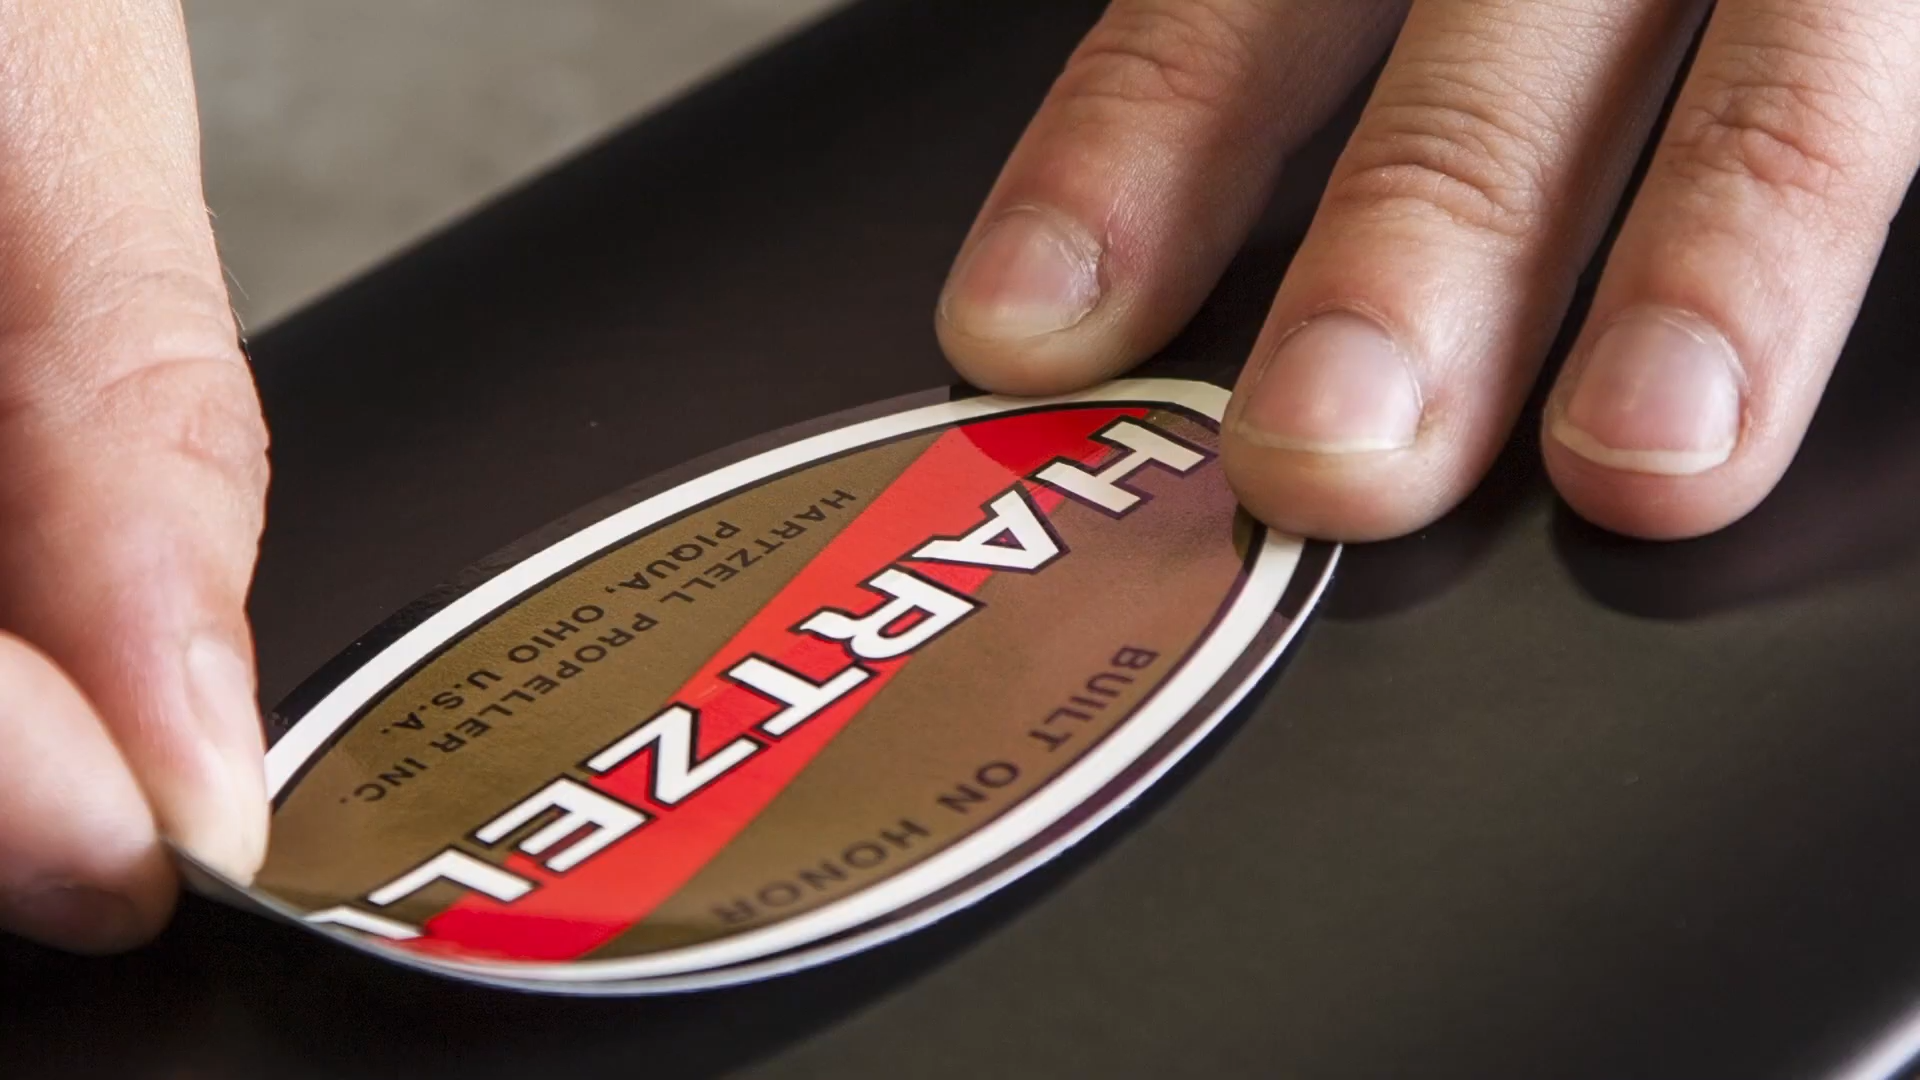 HARTZELL PROPELLER INC.
PIQUA, OHIO U.S.A.
HARTZELL
BUILT ON HONOR